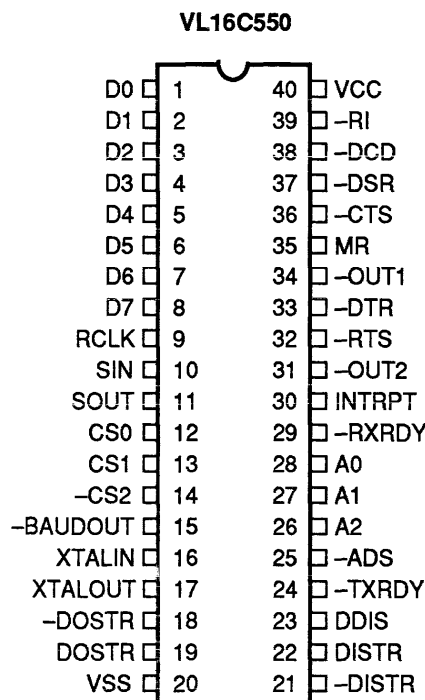 VL16C550
D0 1 40 VCC
D1 2 39 –RI
D2 3 38 –DCD
D3 4 37 –DSR
D4 5 36 –CTS
D5 6 35 MR
D6 7 34 –OUT1
D7 8 33 –DTR
RCLK 9 32 –RTS
SIN 10 31 –OUT2
SOUT 11 30 INTRPT
CS0 12 29 –RXRDY
CS1 13 28 A0
–CS2 14 27 A1
–BAUDOUT 15 26 A2
XTALIN 16 25 –ADS
XTALOUT 17 24 –TXRDY
–DOSTR 18 23 DDIS
DOSTR 19 22 DISTR
VSS 20 21 –DISTR